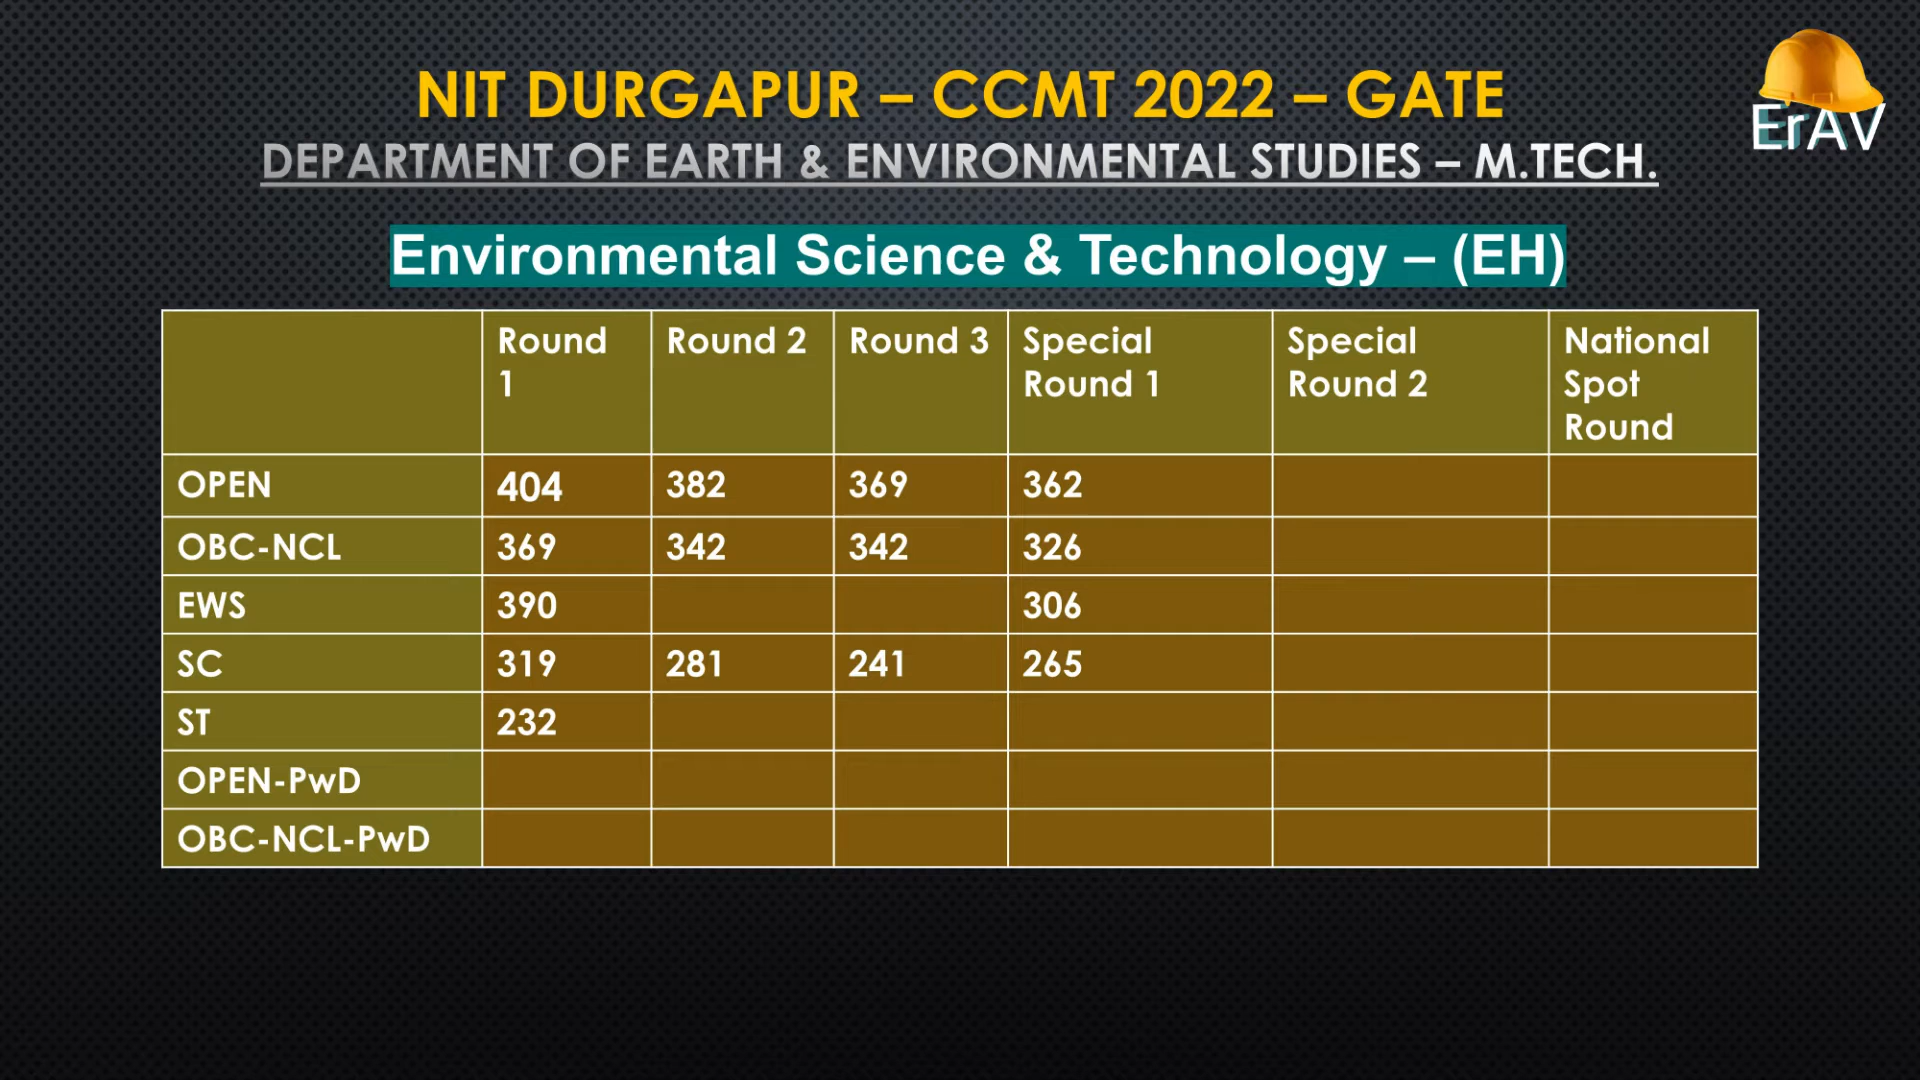 NIT DURGAPUR – CCMT 2022 – GATE
DEPARTMENT OF EARTH & ENVIRONMENTAL STUDIES – M.TECH.
ErAV
Environmental Science & Technology – (EH)
Round 1 Round 2 Round 3 Special Round 1 Special Round 2 National Spot Round
OPEN 404 382 369 362
OBC-NCL 369 342 342 326
EWS 390 306
SC 319 281 241 265
ST 232
OPEN-PwD
OBC-NCL-PwD